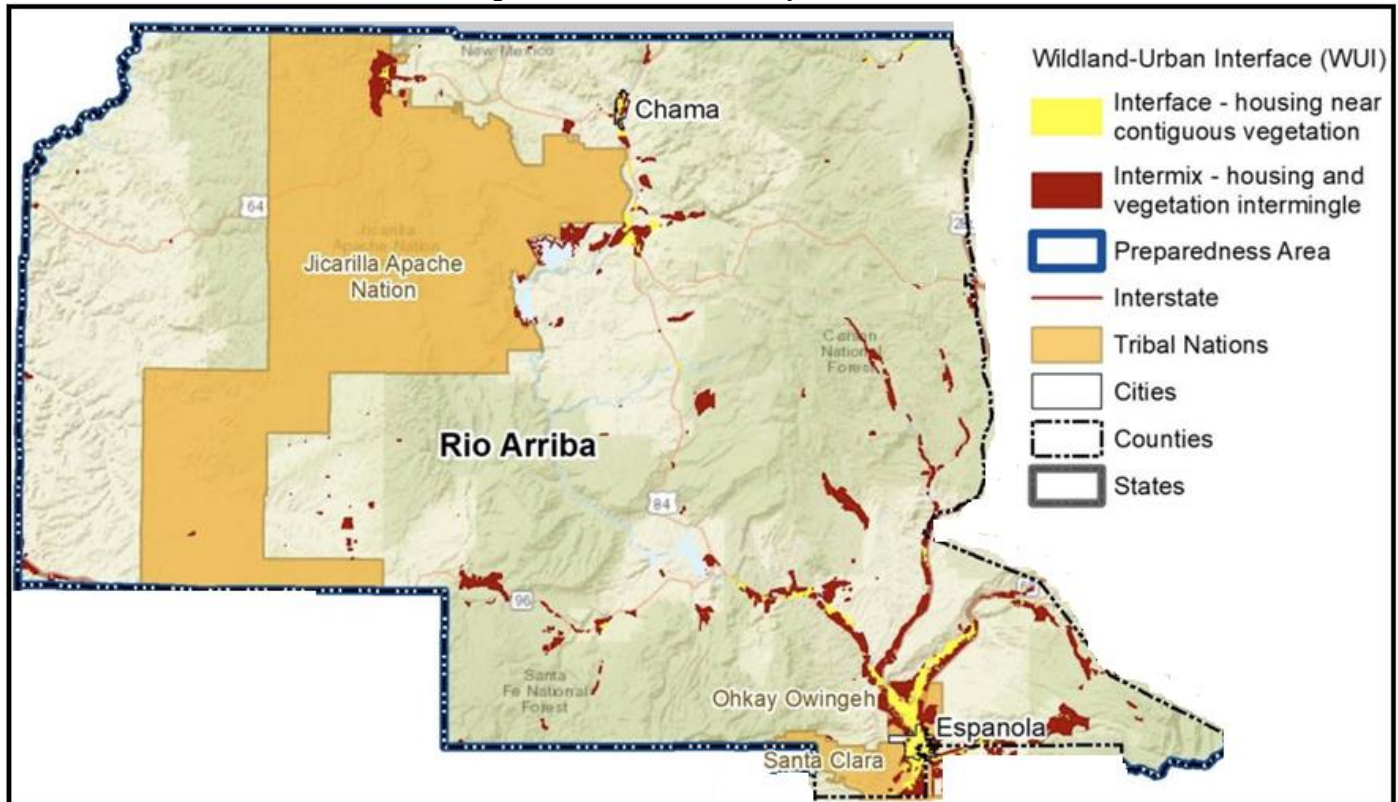 New Mexico
Chama
64
Jicarilla
Apache Nation
Jicarilla Apache
Nation
Carson
National
Forest
Rio Arriba
84
96
Santa
Fe National
Forest
Ohkay Owingeh
Espanola
Santa Clara
Wildland-Urban Interface (WUI)
Interface - housing near
contiguous vegetation
Intermix - housing and
vegetation intermingle
Preparedness Area
Interstate
Tribal Nations
Cities
Counties
States